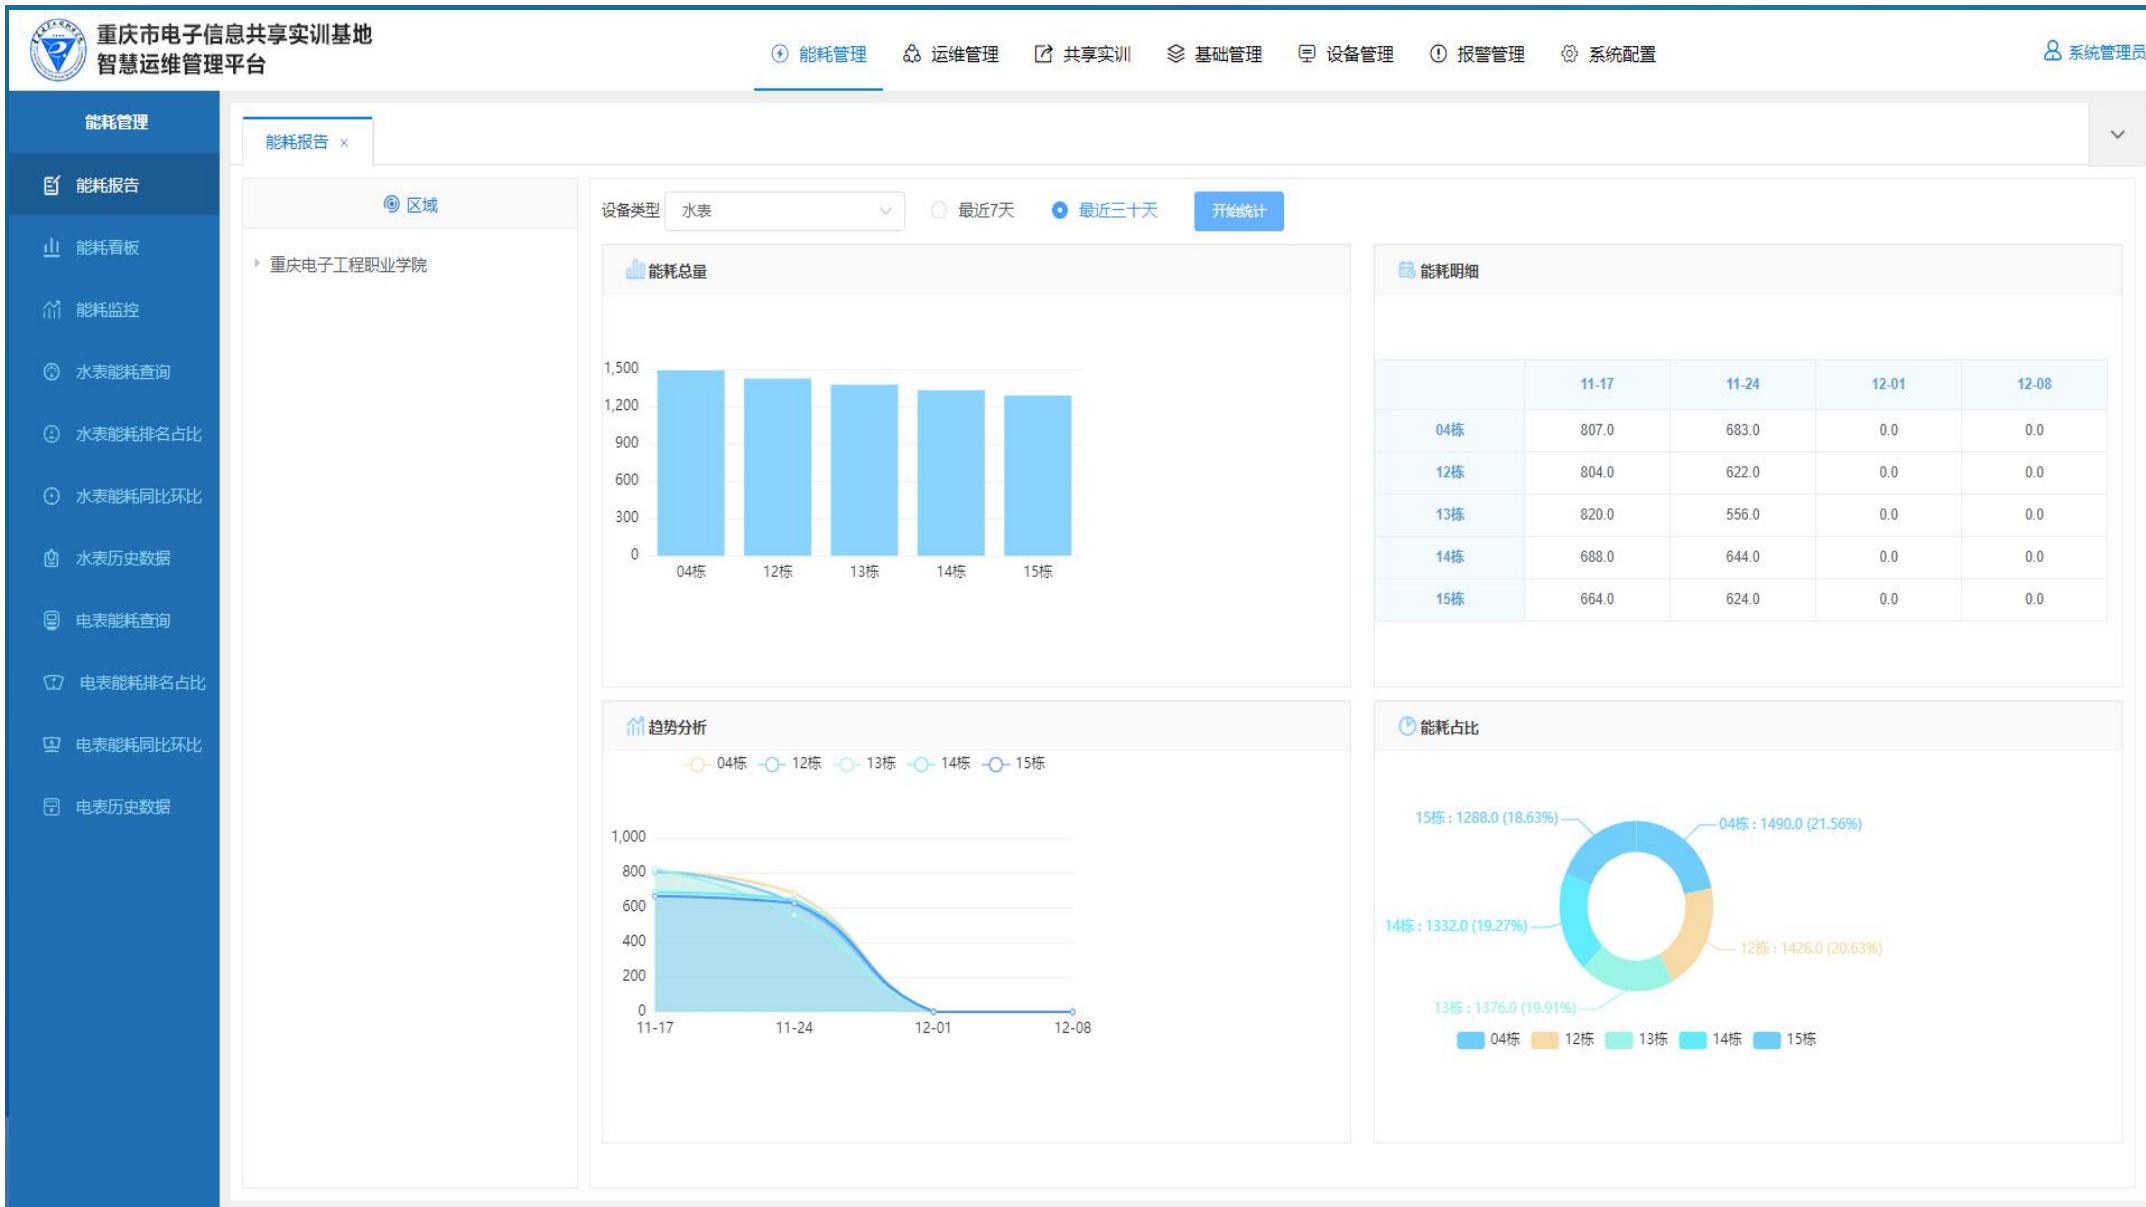 重庆市电子信息共享实训基地
智慧运维管理平台
能耗管理 运维管理 共享实训 基础管理 设备管理 报警管理 系统配置
系统管理员
能耗管理
能耗报告
能耗看板
能耗监控
水表能耗查询
水表能耗排名占比
水表能耗同比环比
水表历史数据
电表能耗查询
电表能耗排名占比
电表能耗同比环比
电表历史数据
能耗报告 ×
区域
重庆电子工程职业学院
设备类型 水表 最近7天 最近三十天 开始统计
能耗总量
1,500
1,200
900
600
300
0
04栋 12栋 13栋 14栋 15栋
能耗明细
11-17 11-24 12-01 12-08
04栋 807.0 683.0 0.0 0.0
12栋 804.0 622.0 0.0 0.0
13栋 820.0 556.0 0.0 0.0
14栋 688.0 644.0 0.0 0.0
15栋 664.0 624.0 0.0 0.0
趋势分析
04栋 12栋 13栋 14栋 15栋
1,000
800
600
400
200
0
11-17 11-24 12-01 12-08
能耗占比
15栋 : 1288.0 (18.63%)
04栋 : 1490.0 (21.56%)
14栋 : 1332.0 (19.27%)
12栋 : 1426.0 (20.63%)
13栋 : 1376.0 (19.91%)
04栋 12栋 13栋 14栋 15栋